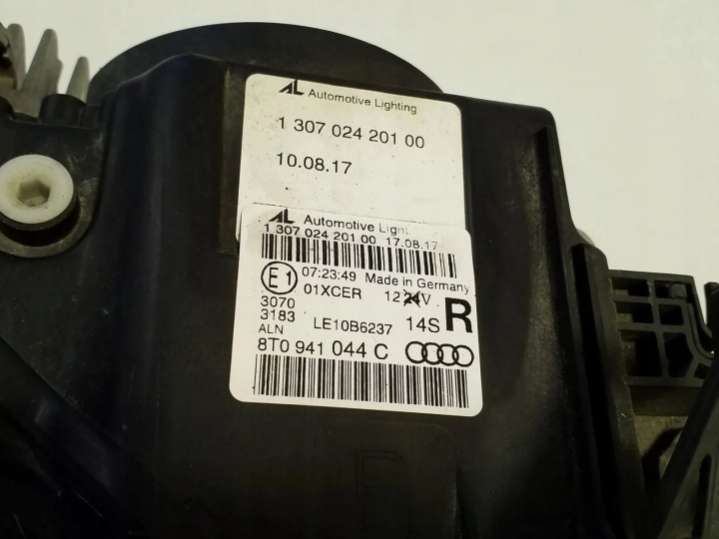 AL Automotive Lighting
1 307 024 201 00
10.08.17
AL Automotive Light
1 307 024 201 00 17.08.17
E1 07:23:49 Made in Germany
01XCER 12 24V
3070
3183
ALN LE10B6237 14S R
8T0 941 044 C